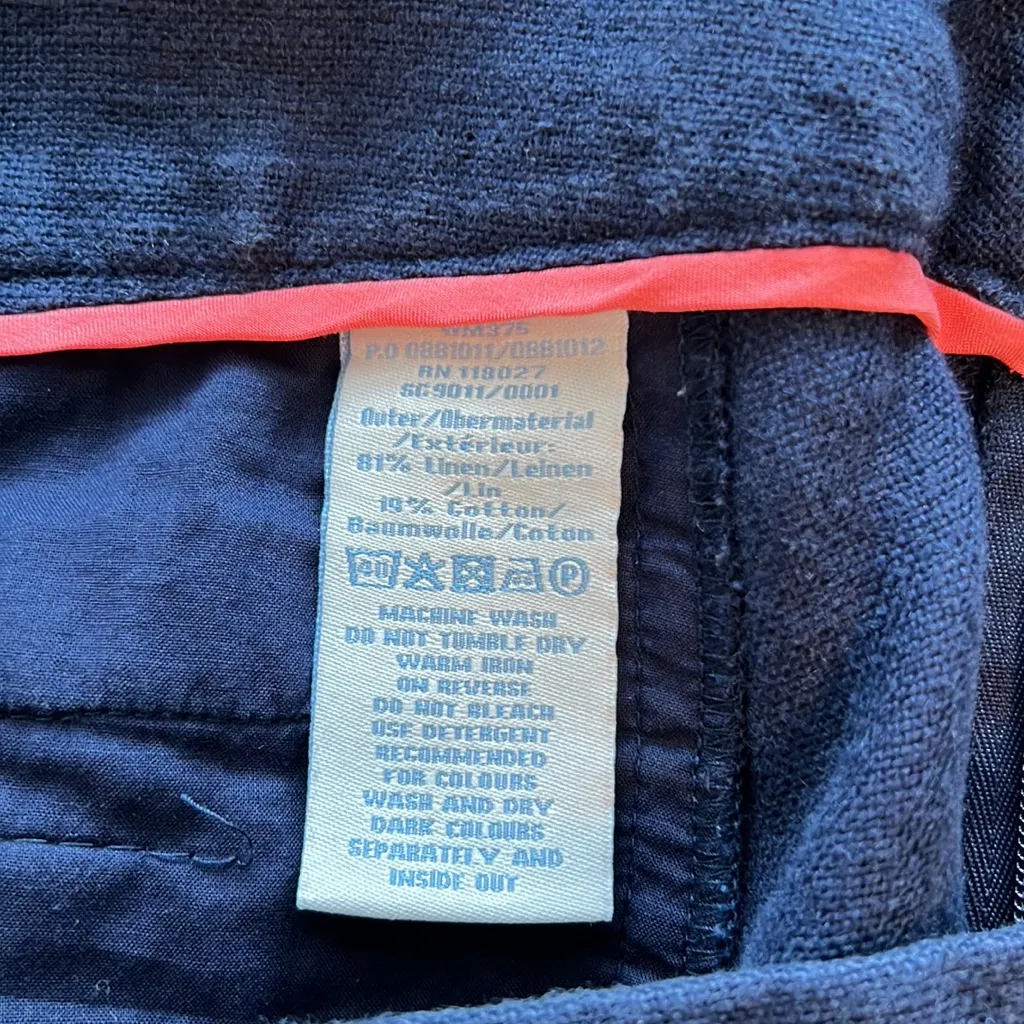 WM375
P.O 0881011/0881012
RN 118027
SC9011/0001
Outer/Obermaterial
/Extérieur:
81% Linen/Leinen
/Lin
19% Cotton/
Baumwolle/Coton
P
MACHINE WASH
DO NOT TUMBLE DRY
WARM IRON
ON REVERSE
DO NOT BLEACH
USE DETERGENT
RECOMMENDED
FOR COLOURS
WASH AND DRY
DARK COLOURS
SEPARATELY AND
INSIDE OUT